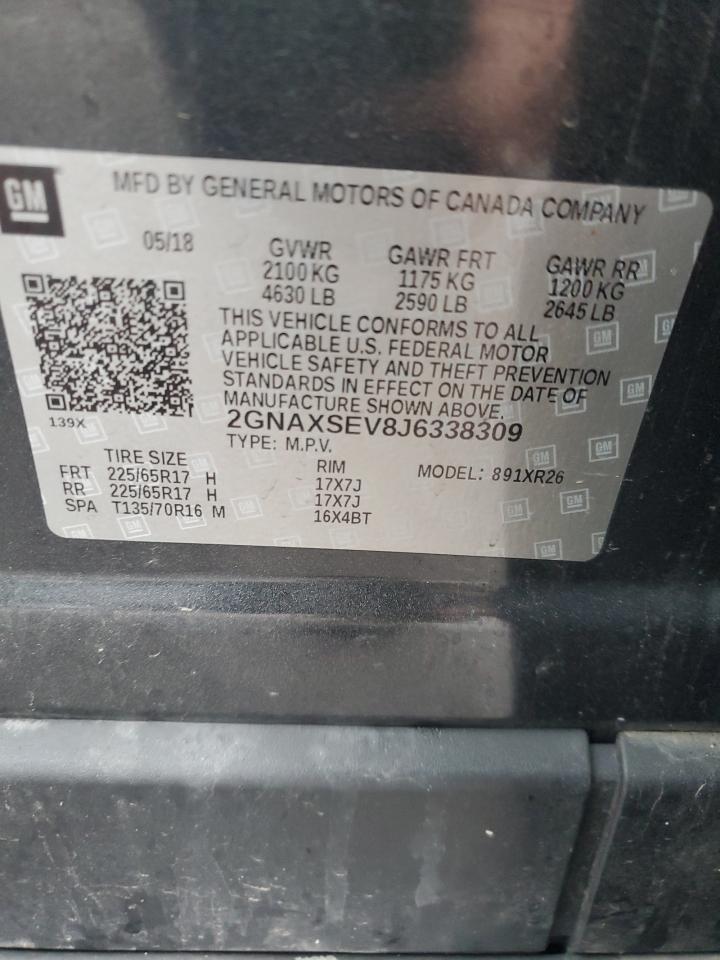 GM
MFD BY GENERAL MOTORS OF CANADA COMPANY
05/18
GVWR
2100 KG
4630 LB
GAWR FRT
1175 KG
2590 LB
GAWR RR
1200 KG
2645 LB
THIS VEHICLE CONFORMS TO ALL
APPLICABLE U.S. FEDERAL MOTOR
VEHICLE SAFETY AND THEFT PREVENTION
STANDARDS IN EFFECT ON THE DATE OF
MANUFACTURE SHOWN ABOVE.
139X
2GNAXSEV8J6338309
TYPE: M.P.V.
TIRE SIZE
RIM
MODEL: 891XR26
FRT 225/65R17 H 17X7J
RR 225/65R17 H 17X7J
SPA T135/70R16 M 16X4BT